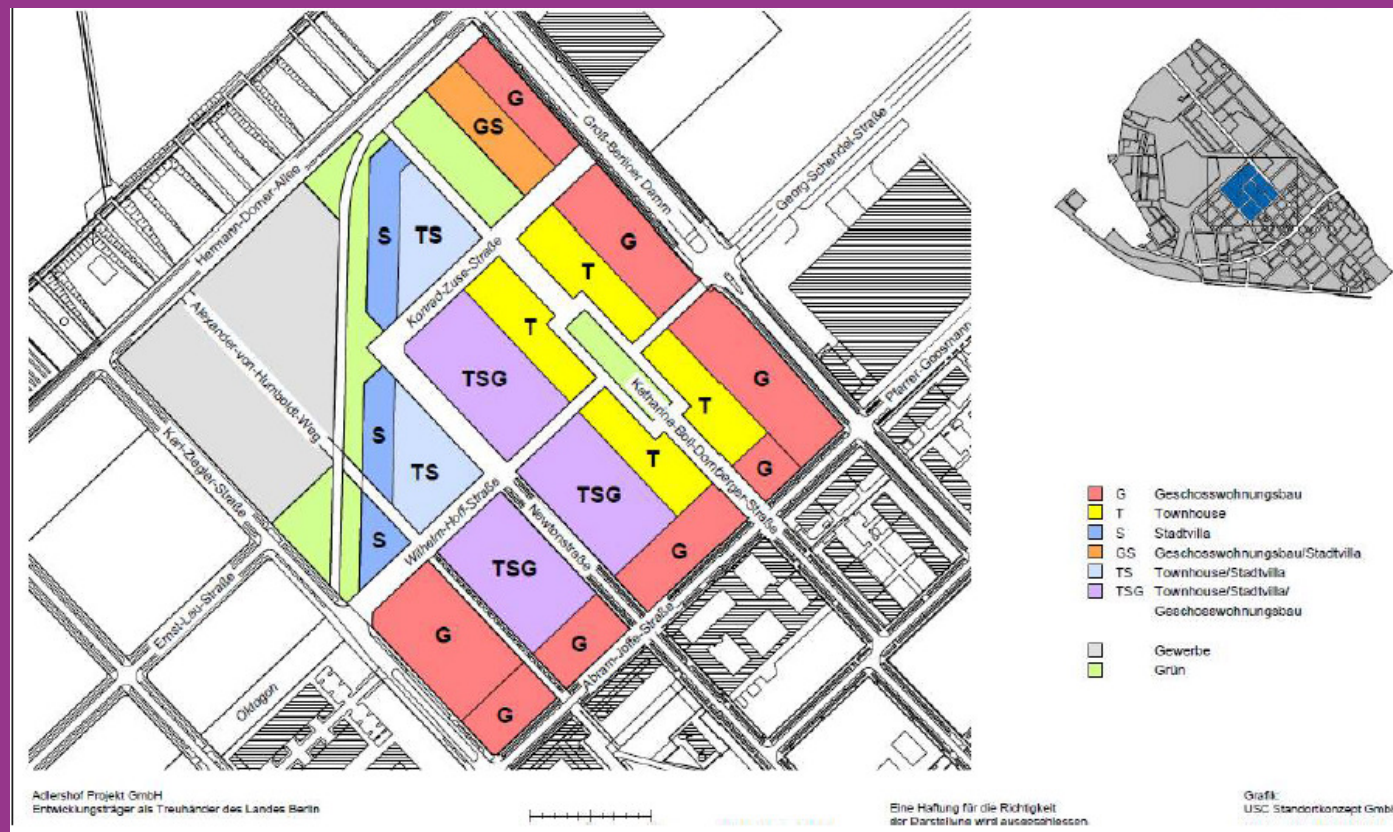 G
GS
Groß-Berliner Damm
Georg-Schendel-Straße
Hermann-Dorner-Allee
S
TS
G
Konrad-Zuse-Straße
T
Alexander-von-Humboldt-Weg
T
TSG
G
Katharina-Boll-Dornberger-Straße
T
Karl-Ziegler-Straße
S
TS
T
G
TSG
Wilhelm-Hoff-Straße
Newtonstraße
S
G
TSG
Ernst-Lau-Straße
G
G
Abram-Joffe-Straße
Oktogon
G
G Geschosswohnungsbau
T Townhouse
S Stadtvilla
GS Geschosswohnungsbau/Stadtvilla
TS Townhouse/Stadtvilla
TSG Townhouse/Stadtvilla/
Geschosswohnungsbau
Gewerbe
Grün
Adlershof Projekt GmbH
Entwicklungsträger als Treuhänder des Landes Berlin
Eine Haftung für die Richtigkeit
der Darstellung wird ausgeschlossen.
Grafik:
USC Standortkonzept GmbH